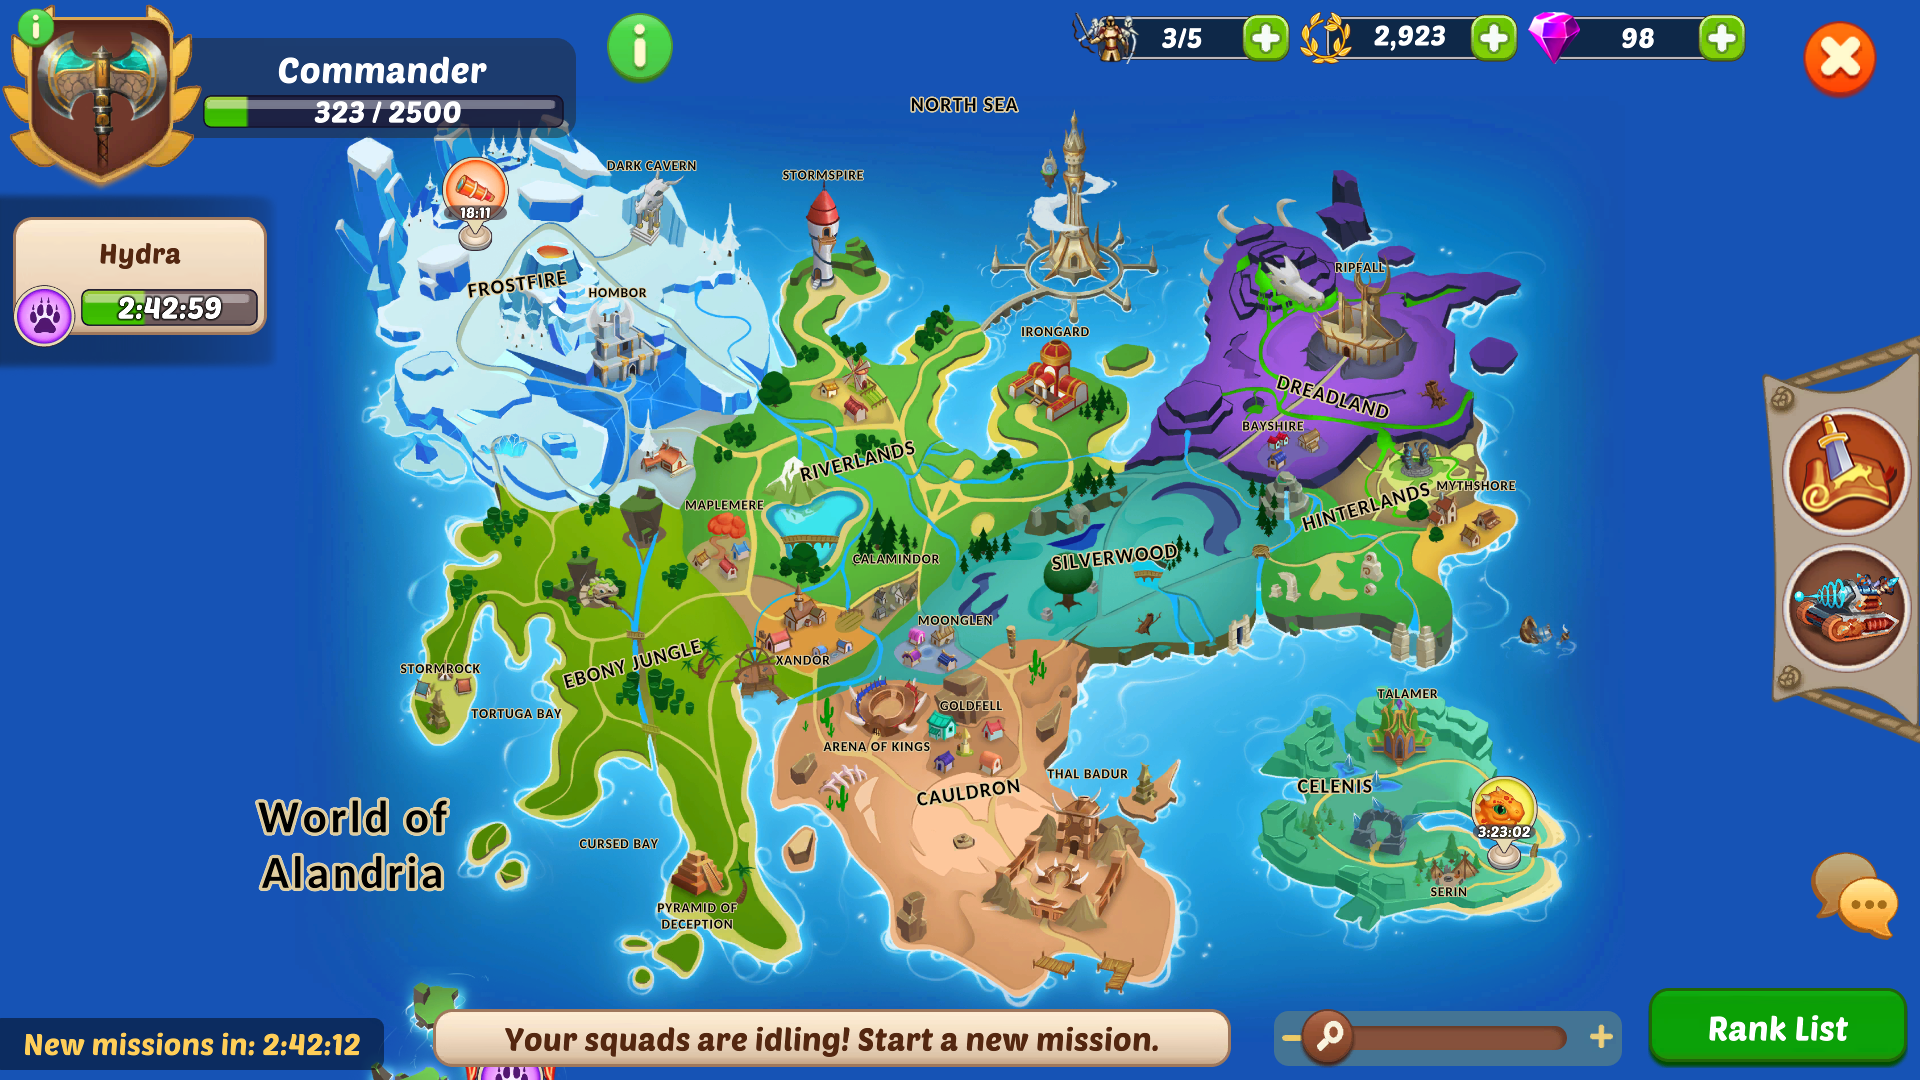 Commander
323 / 2500
3/5
2,923
98
Hydra
2:42:59
NORTH SEA
DARK CAVERN
STORMSPIRE
18:11
FROSTFIRE
HOMBOR
RIPFALL
IRONGARD
DREADLAND
BAYSHIRE
RIVERLANDS
MAPLEMERE
HINTERLANDS
MYTHSHORE
CALAMINDOR
SILVERWOOD
MOONGLEN
STORMROCK
EBONY JUNGLE
XANDOR
TORTUGA BAY
GOLDFELL
ARENA OF KINGS
TALAMER
THAL BADUR
CELENIS
CAULDRON
3:23:02
World of
Alandria
CURSED BAY
SERIN
PYRAMID OF
DECEPTION
New missions in: 2:42:12
Your squads are idling! Start a new mission.
Rank List